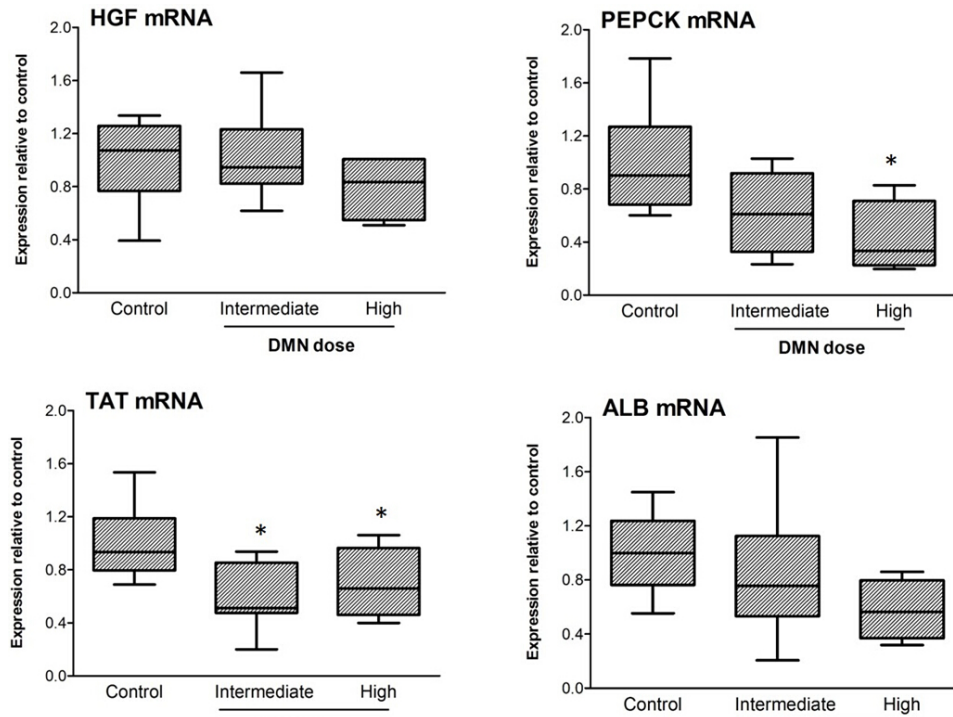 HGF mRNA
Expression relative to control
2.0
1.6
1.2
0.8
0.4
0.0
Control Intermediate High
DMN dose
PEPCK mRNA
Expression relative to control
2.0
1.6
1.2
0.8
0.4
0.0
*
Control Intermediate High
DMN dose
TAT mRNA
Expression relative to control
2.0
1.6
1.2
0.8
0.4
0.0
* *
Control Intermediate High
ALB mRNA
Expression relative to control
2.0
1.6
1.2
0.8
0.4
0.0
Control Intermediate High